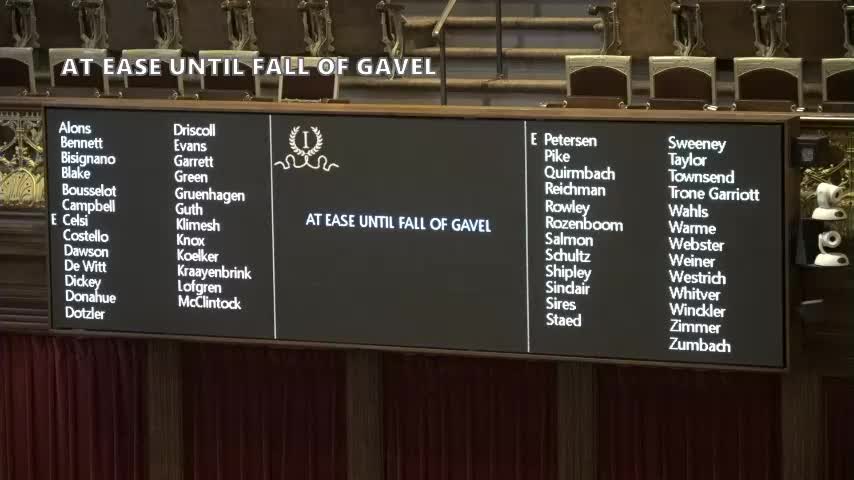 AT EASE UNTIL FALL OF GAVEL
Alons
Bennett
Bisignano
Blake
Bousselot
Campbell
E Celsi
Costello
Dawson
De Witt
Dickey
Donahue
Dotzler
Driscoll
Evans
Garrett
Green
Gruenhagen
Guth
Klimesh
Knox
Koelker
Kraayenbrink
Lofgren
McClintock
I
AT EASE UNTIL FALL OF GAVEL
E Petersen
Pike
Quirmbach
Reichman
Rowley
Rozenboom
Salmon
Schultz
Shipley
Sinclair
Sires
Staed
Sweeney
Taylor
Townsend
Trone Garriott
Wahls
Warme
Webster
Weiner
Westrich
Whitver
Winckler
Zimmer
Zumbach